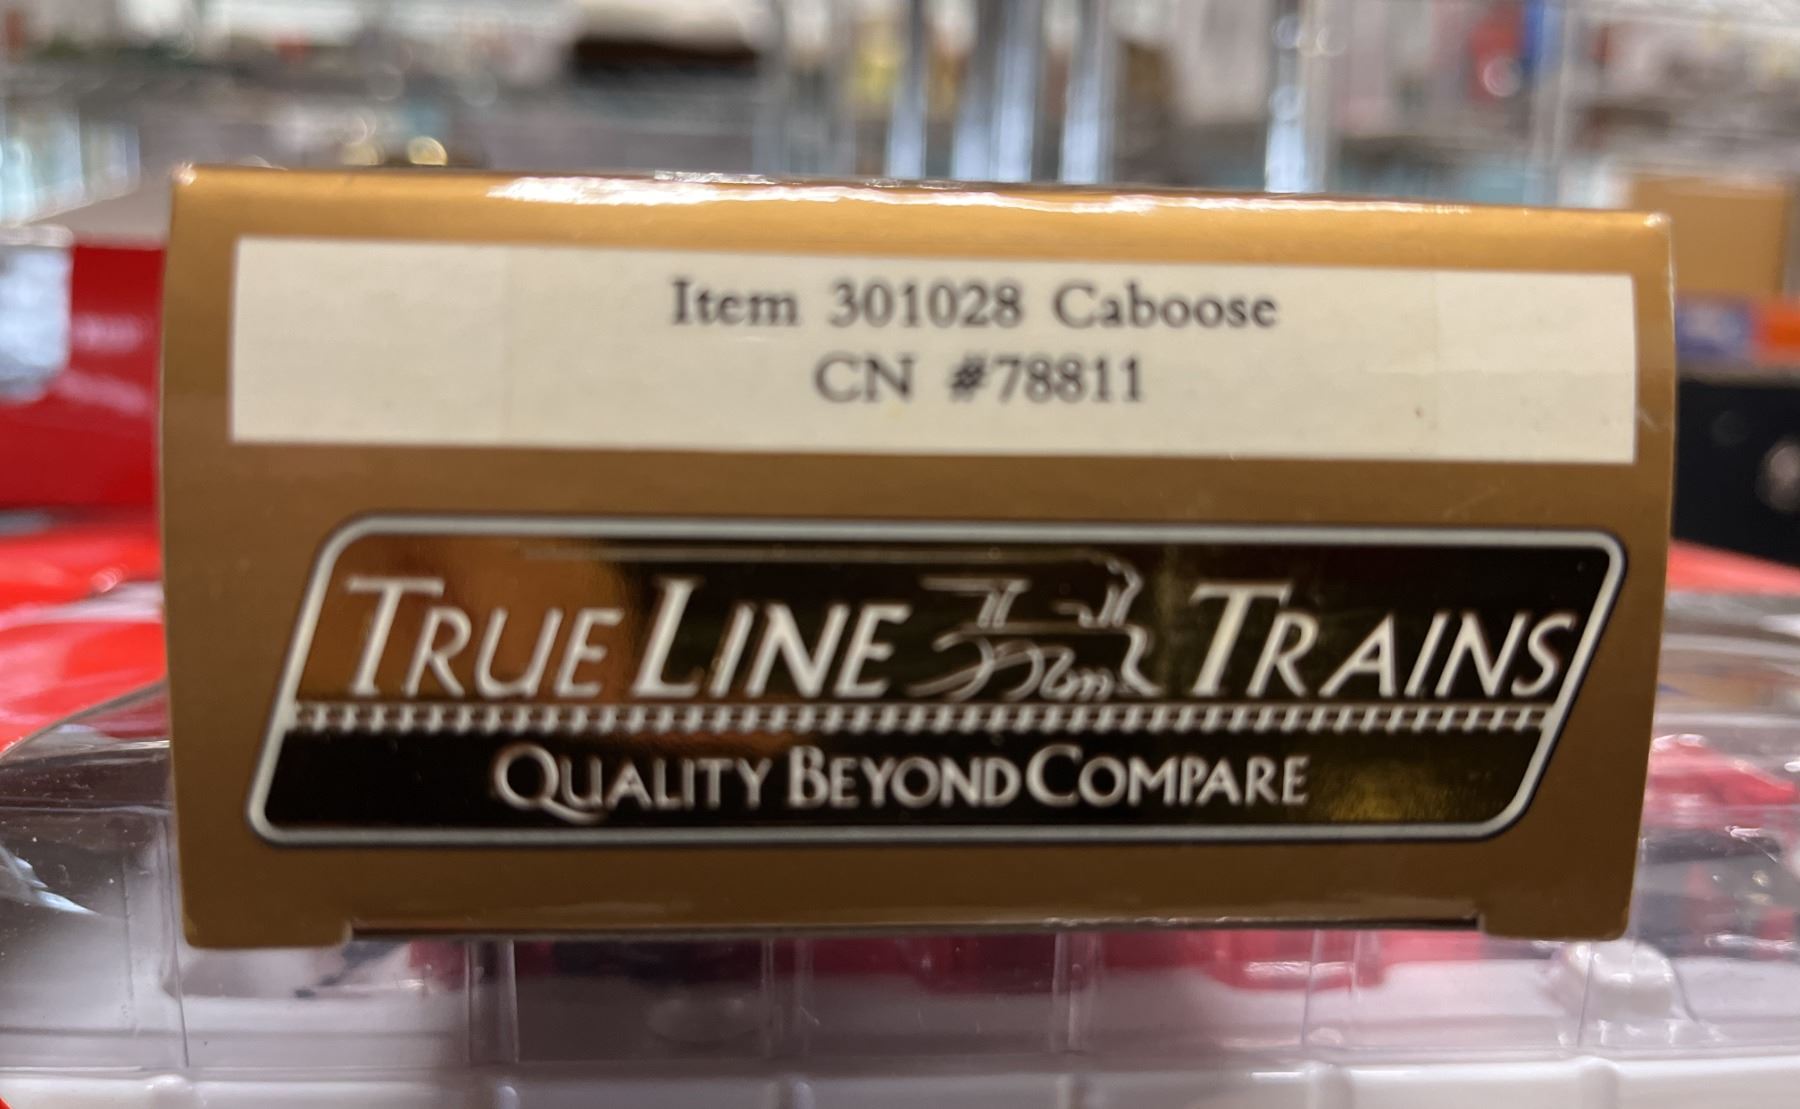 Item 301028 Caboose
CN #78811
TRUE LINE TRAINS
QUALITY BEYOND COMPARE